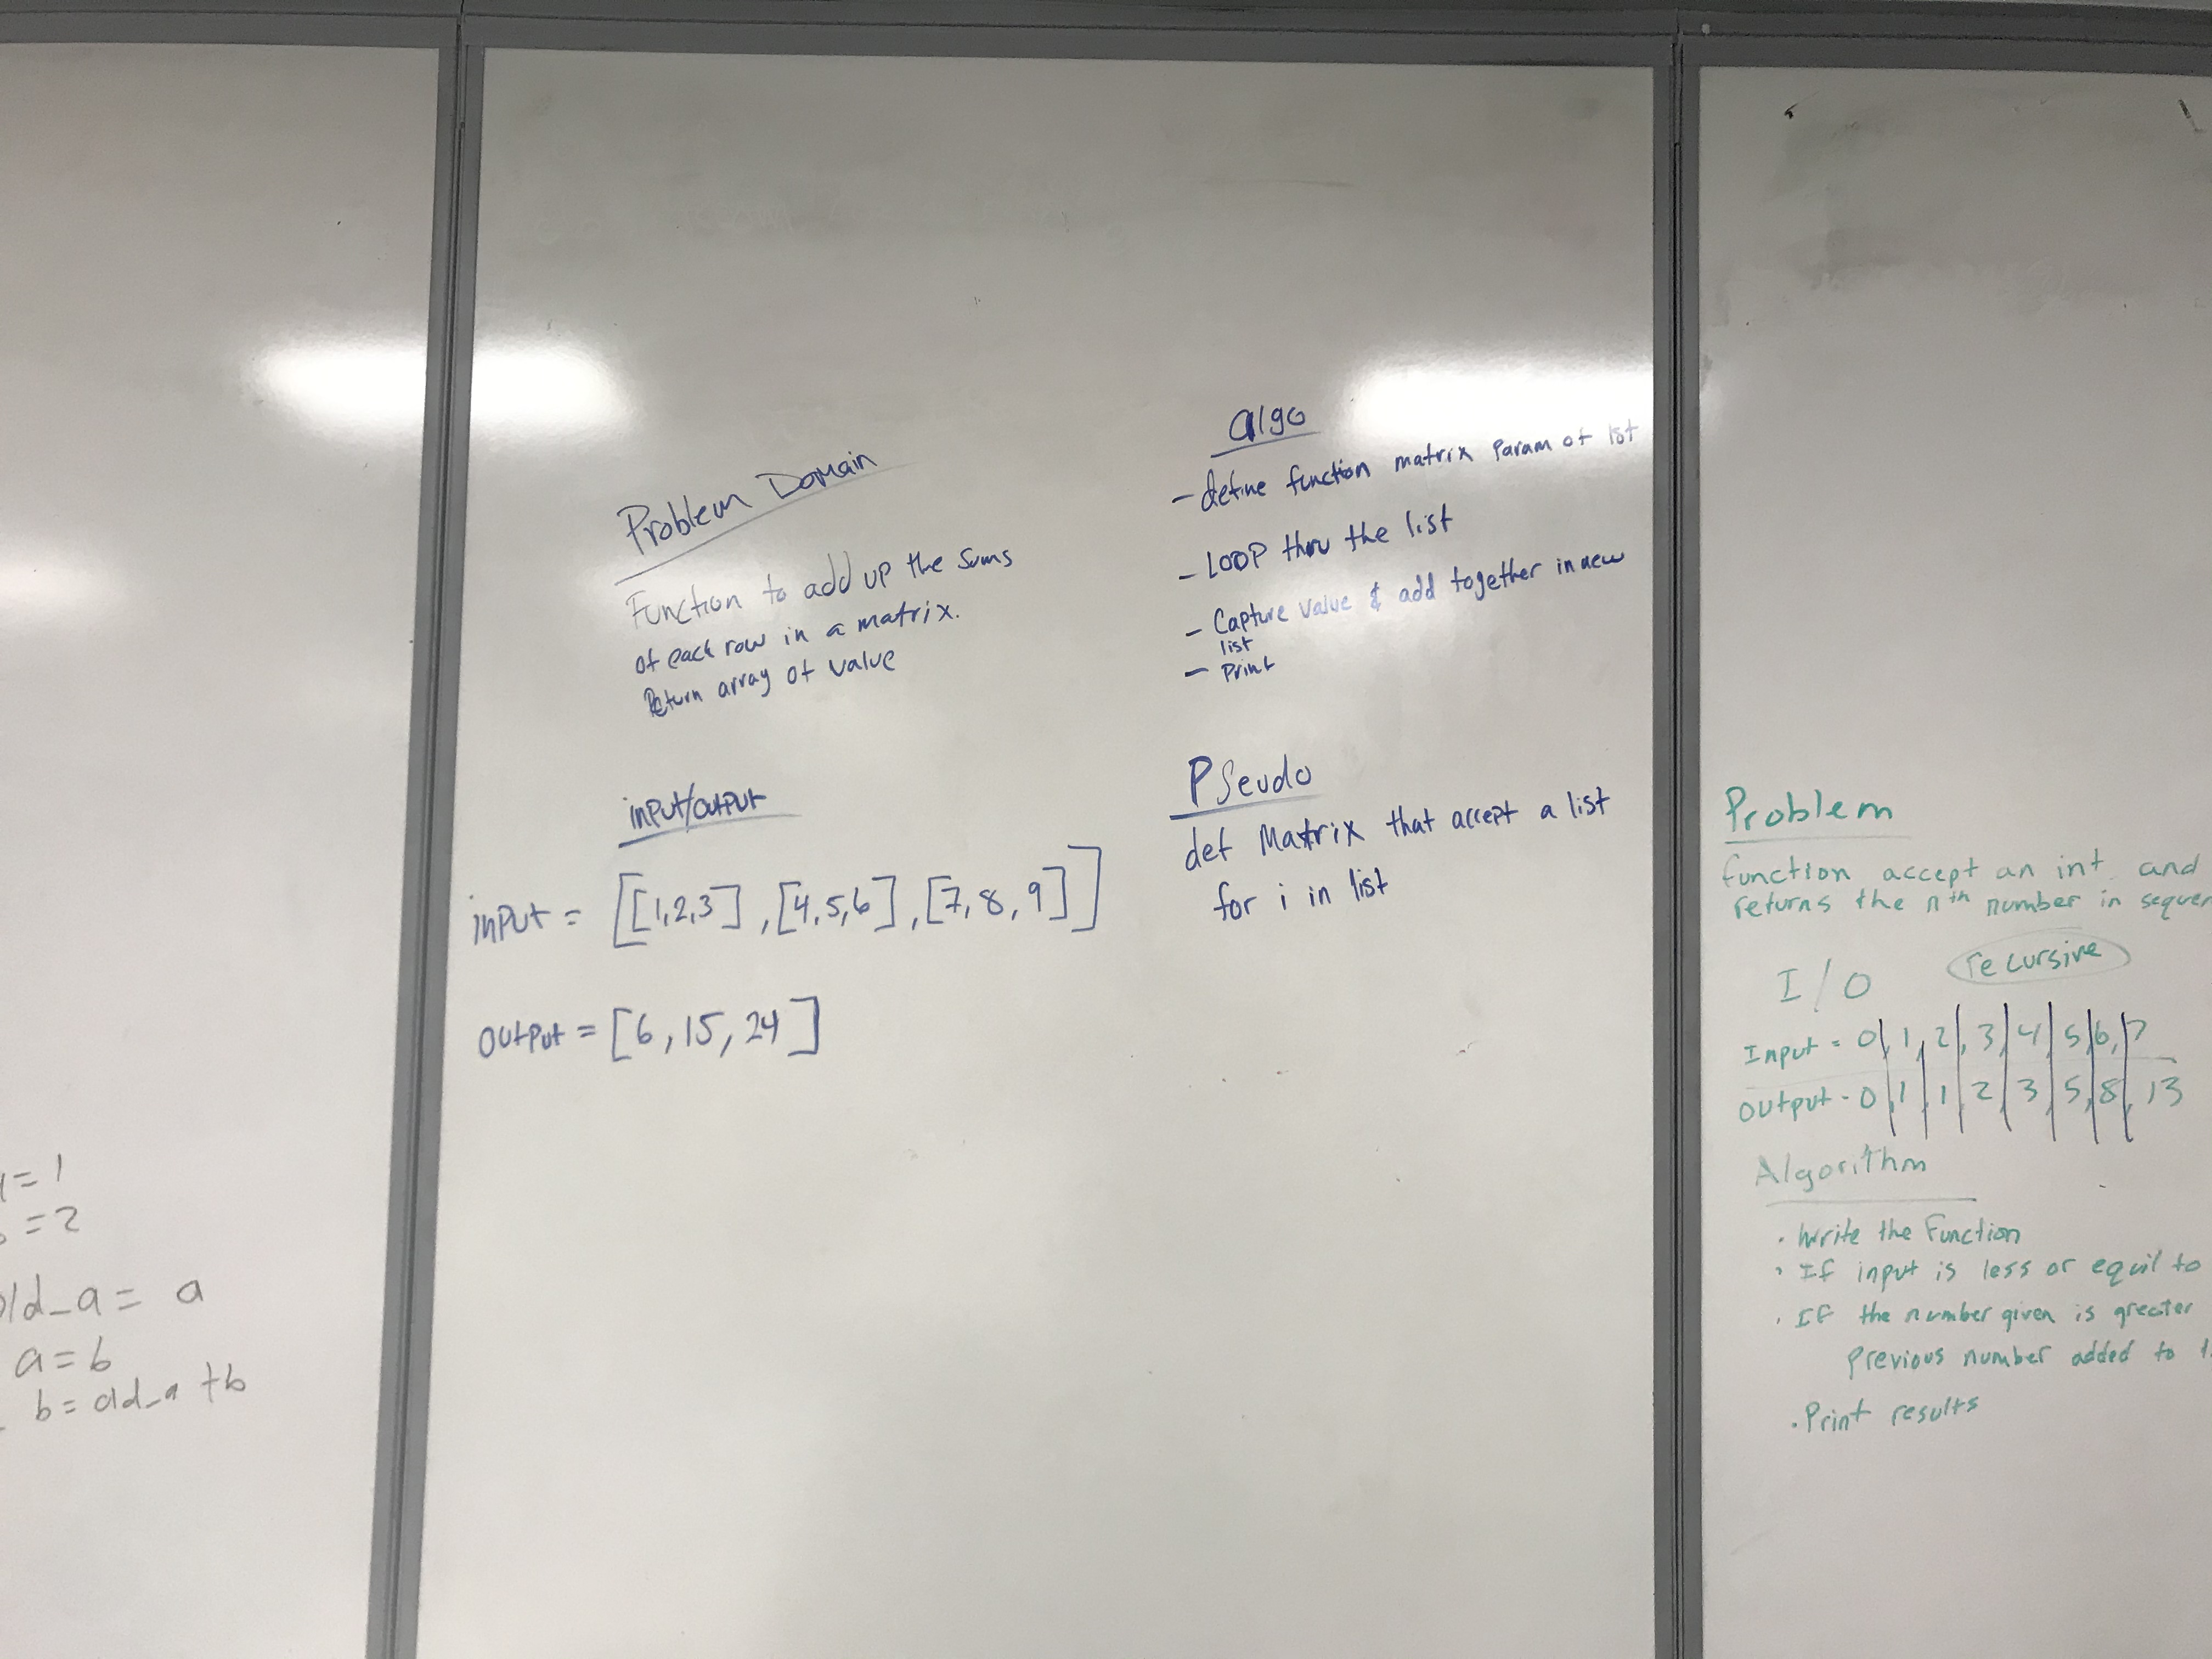 = 1
= 2
old_a = a
a = b
b = old_a + b
Problem Domain
Function to add up the sums
of each row in a matrix.
Return array of value
input/output
input = [[1,2,3],[4,5,6],[7,8,9]]
output = [6,15,24]
algo
- define function matrix param of lst
- LOOP thru the list
- Capture value & add together in new
list
- Print
Pseudo
def Matrix that accept a list
for i in list
Problem
function accept an int and
returns the nth number in
I/O recursive
Input = 0,1,2,3,4,5,6,7
output - 0,1,1,2,3,5,8,13
Algorithm
· Write the Function
· If input is less or equil to
· If the number given is greater
Previous number added to
· Print results